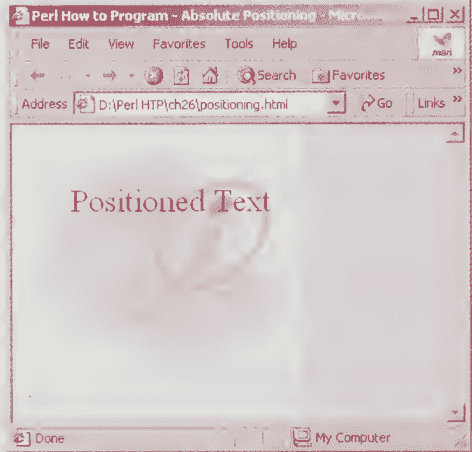 Perl How to Program - Absolute Positioning - Micro
File Edit View Favorites Tools Help
msn
Search Favorites
Address D:\Perl HTP\ch26\positioning.html Go Links »
Positioned Text
Done My Computer